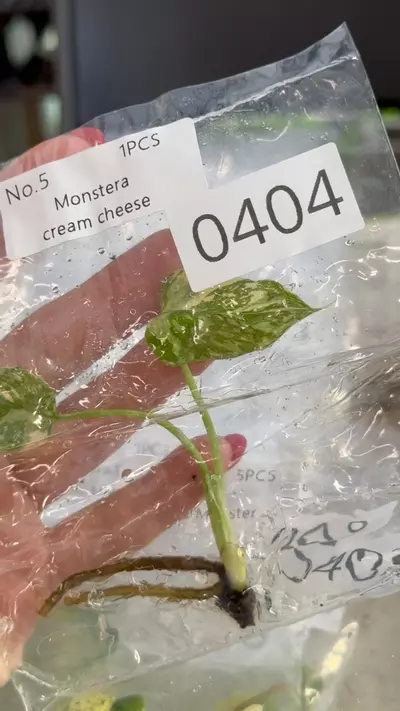 No.5 1PCS
Monstera
cream cheese
0404
5PCS